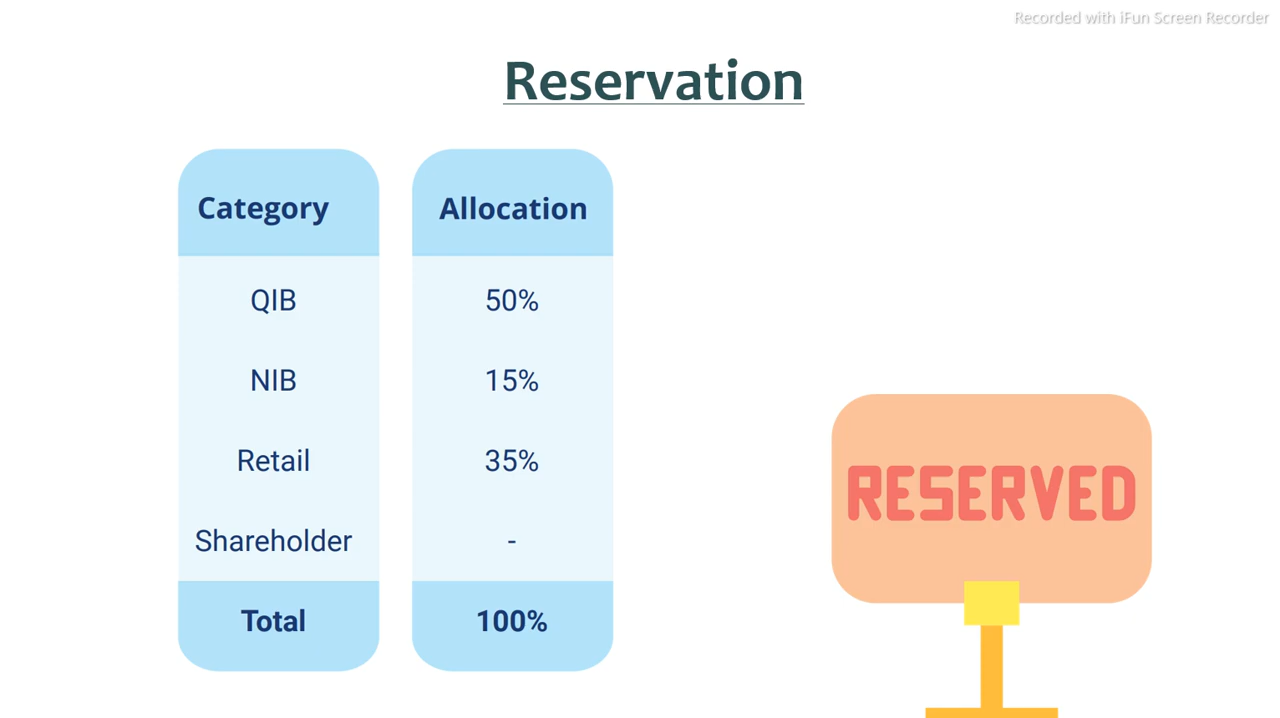 Recorded with iFun Screen Recorder
Reservation
Category Allocation
QIB 50%
NIB 15%
Retail 35%
Shareholder -
Total 100%
RESERVED